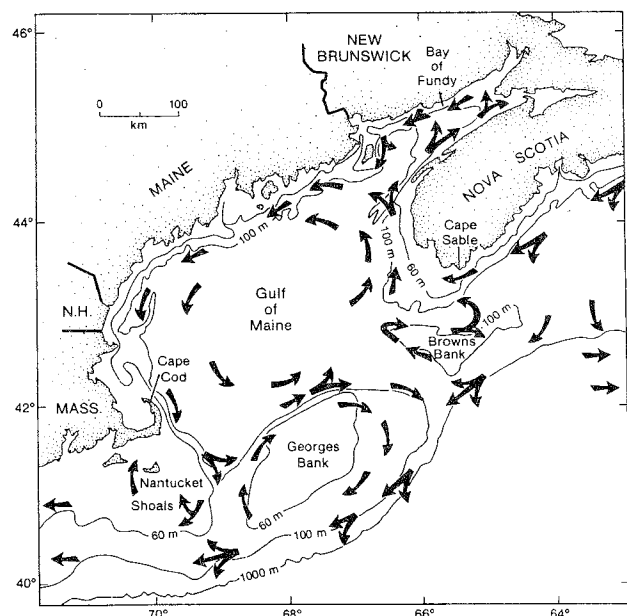 46°
NEW
BRUNSWICK
Bay
of
Fundy
0
100
km
MAINE
NOVA SCOTIA
44°
100 m
Cape
Sable
100 m
60 m
N.H.
Gulf
of
Maine
100 m
Browns
Bank
Cape
Cod
42°
MASS.
Georges
Bank
Nantucket
Shoals
60 m
60 m
100 m
1000 m
40°
70°
68°
66°
64°